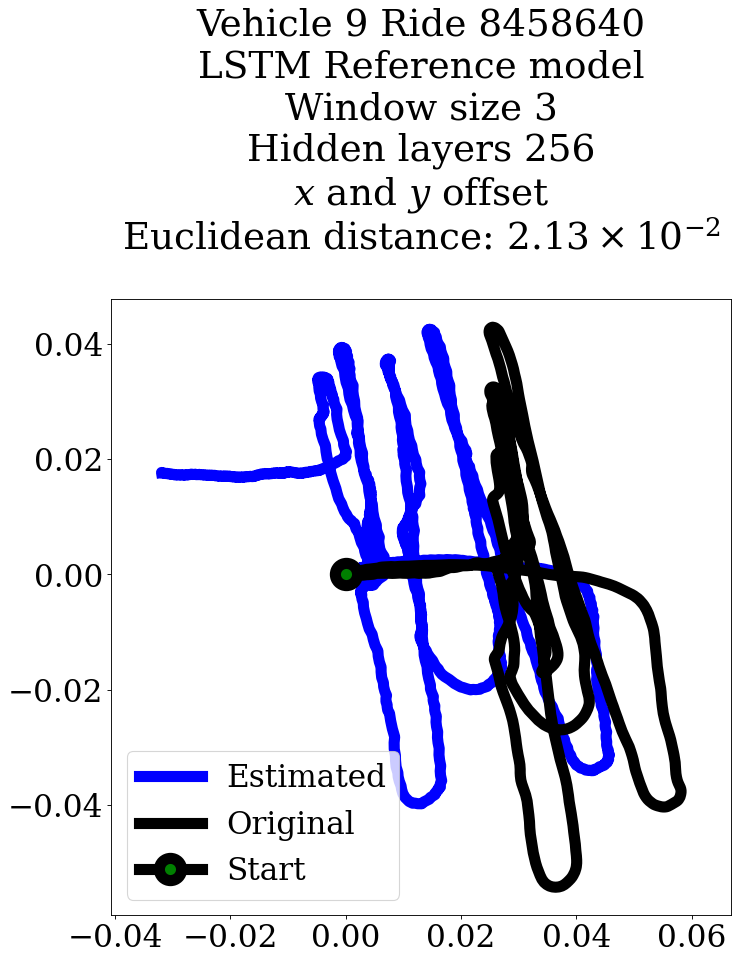 Vehicle 9 Ride 8458640
LSTM Reference model
Window size 3
Hidden layers 256
x and y offset
Euclidean distance: 2.13 × 10⁻²
0.04
0.02
0.00
−0.02
−0.04
Estimated
Original
Start
−0.04 −0.02 0.00 0.02 0.04 0.06